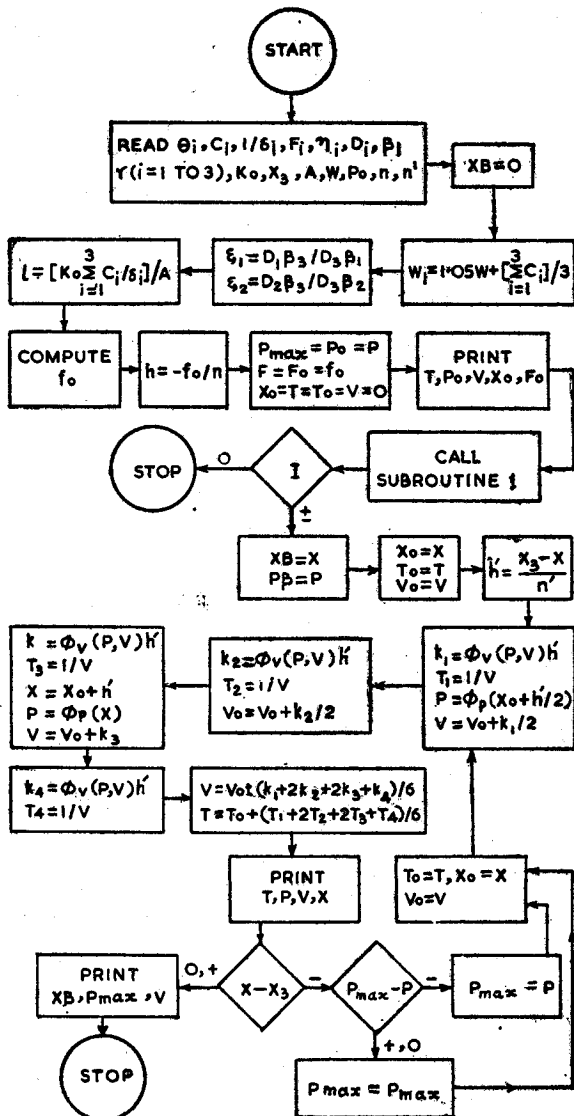 START
READ θi, Ci, 1/δi, Fi, ηi, Di, βi
γ(i=1 TO 3), Ko, X3, A, W, Po, n, n'
XB=0
l=[Ko 3Σi=1 Ci/δi]/A
ξ1=D1β3/D3β1
ξ2=D2β3/D3β2
Wi=1·05W+[3Σi=1 Ci]/3
COMPUTE
fo
h=-fo/n
Pmax=Po=P
F=Fo=fo
Xo=T=To=V=0
PRINT
T,Po,V,Xo,Fo
STOP
O
I
CALL
SUBROUTINE 1
±
XB=X
Pβ=P
Xo=X
To=T
Vo=V
h'=X3-X/n'
k=ΦV(P,V)h'
T3=1/V
X=Xo+h'
P=ΦP(X)
V=Vo+k3
k2=ΦV(P,V)h'
T2=1/V
Vo=Vo+k2/2
k1=ΦV(P,V)h'
T1=1/V
P=ΦP(Xo+h'/2)
V=Vo+k1/2
k4=ΦV(P,V)h'
T4=1/V
V=Vo±(k1+2k2+2k3+k4)/6
T=To+(T1+2T2+2T3+T4)/6
PRINT
T,P,V,X
To=T,Xo=X
Vo=V
PRINT
Xβ,Pmax,V
O,+
X-X3
-
Pmax-P
-
Pmax=P
+,O
STOP
Pmax=Pmax